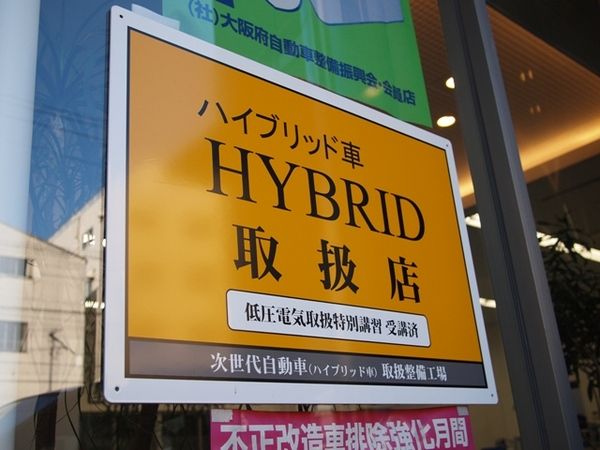 (社)大阪府自動車整備振興会・会員店
ハイブリッド車
HYBRID
取扱店
低圧電気取扱特別講習 受講済
次世代自動車(ハイブリッド車)取扱整備工場
不正改造車排除強化月間